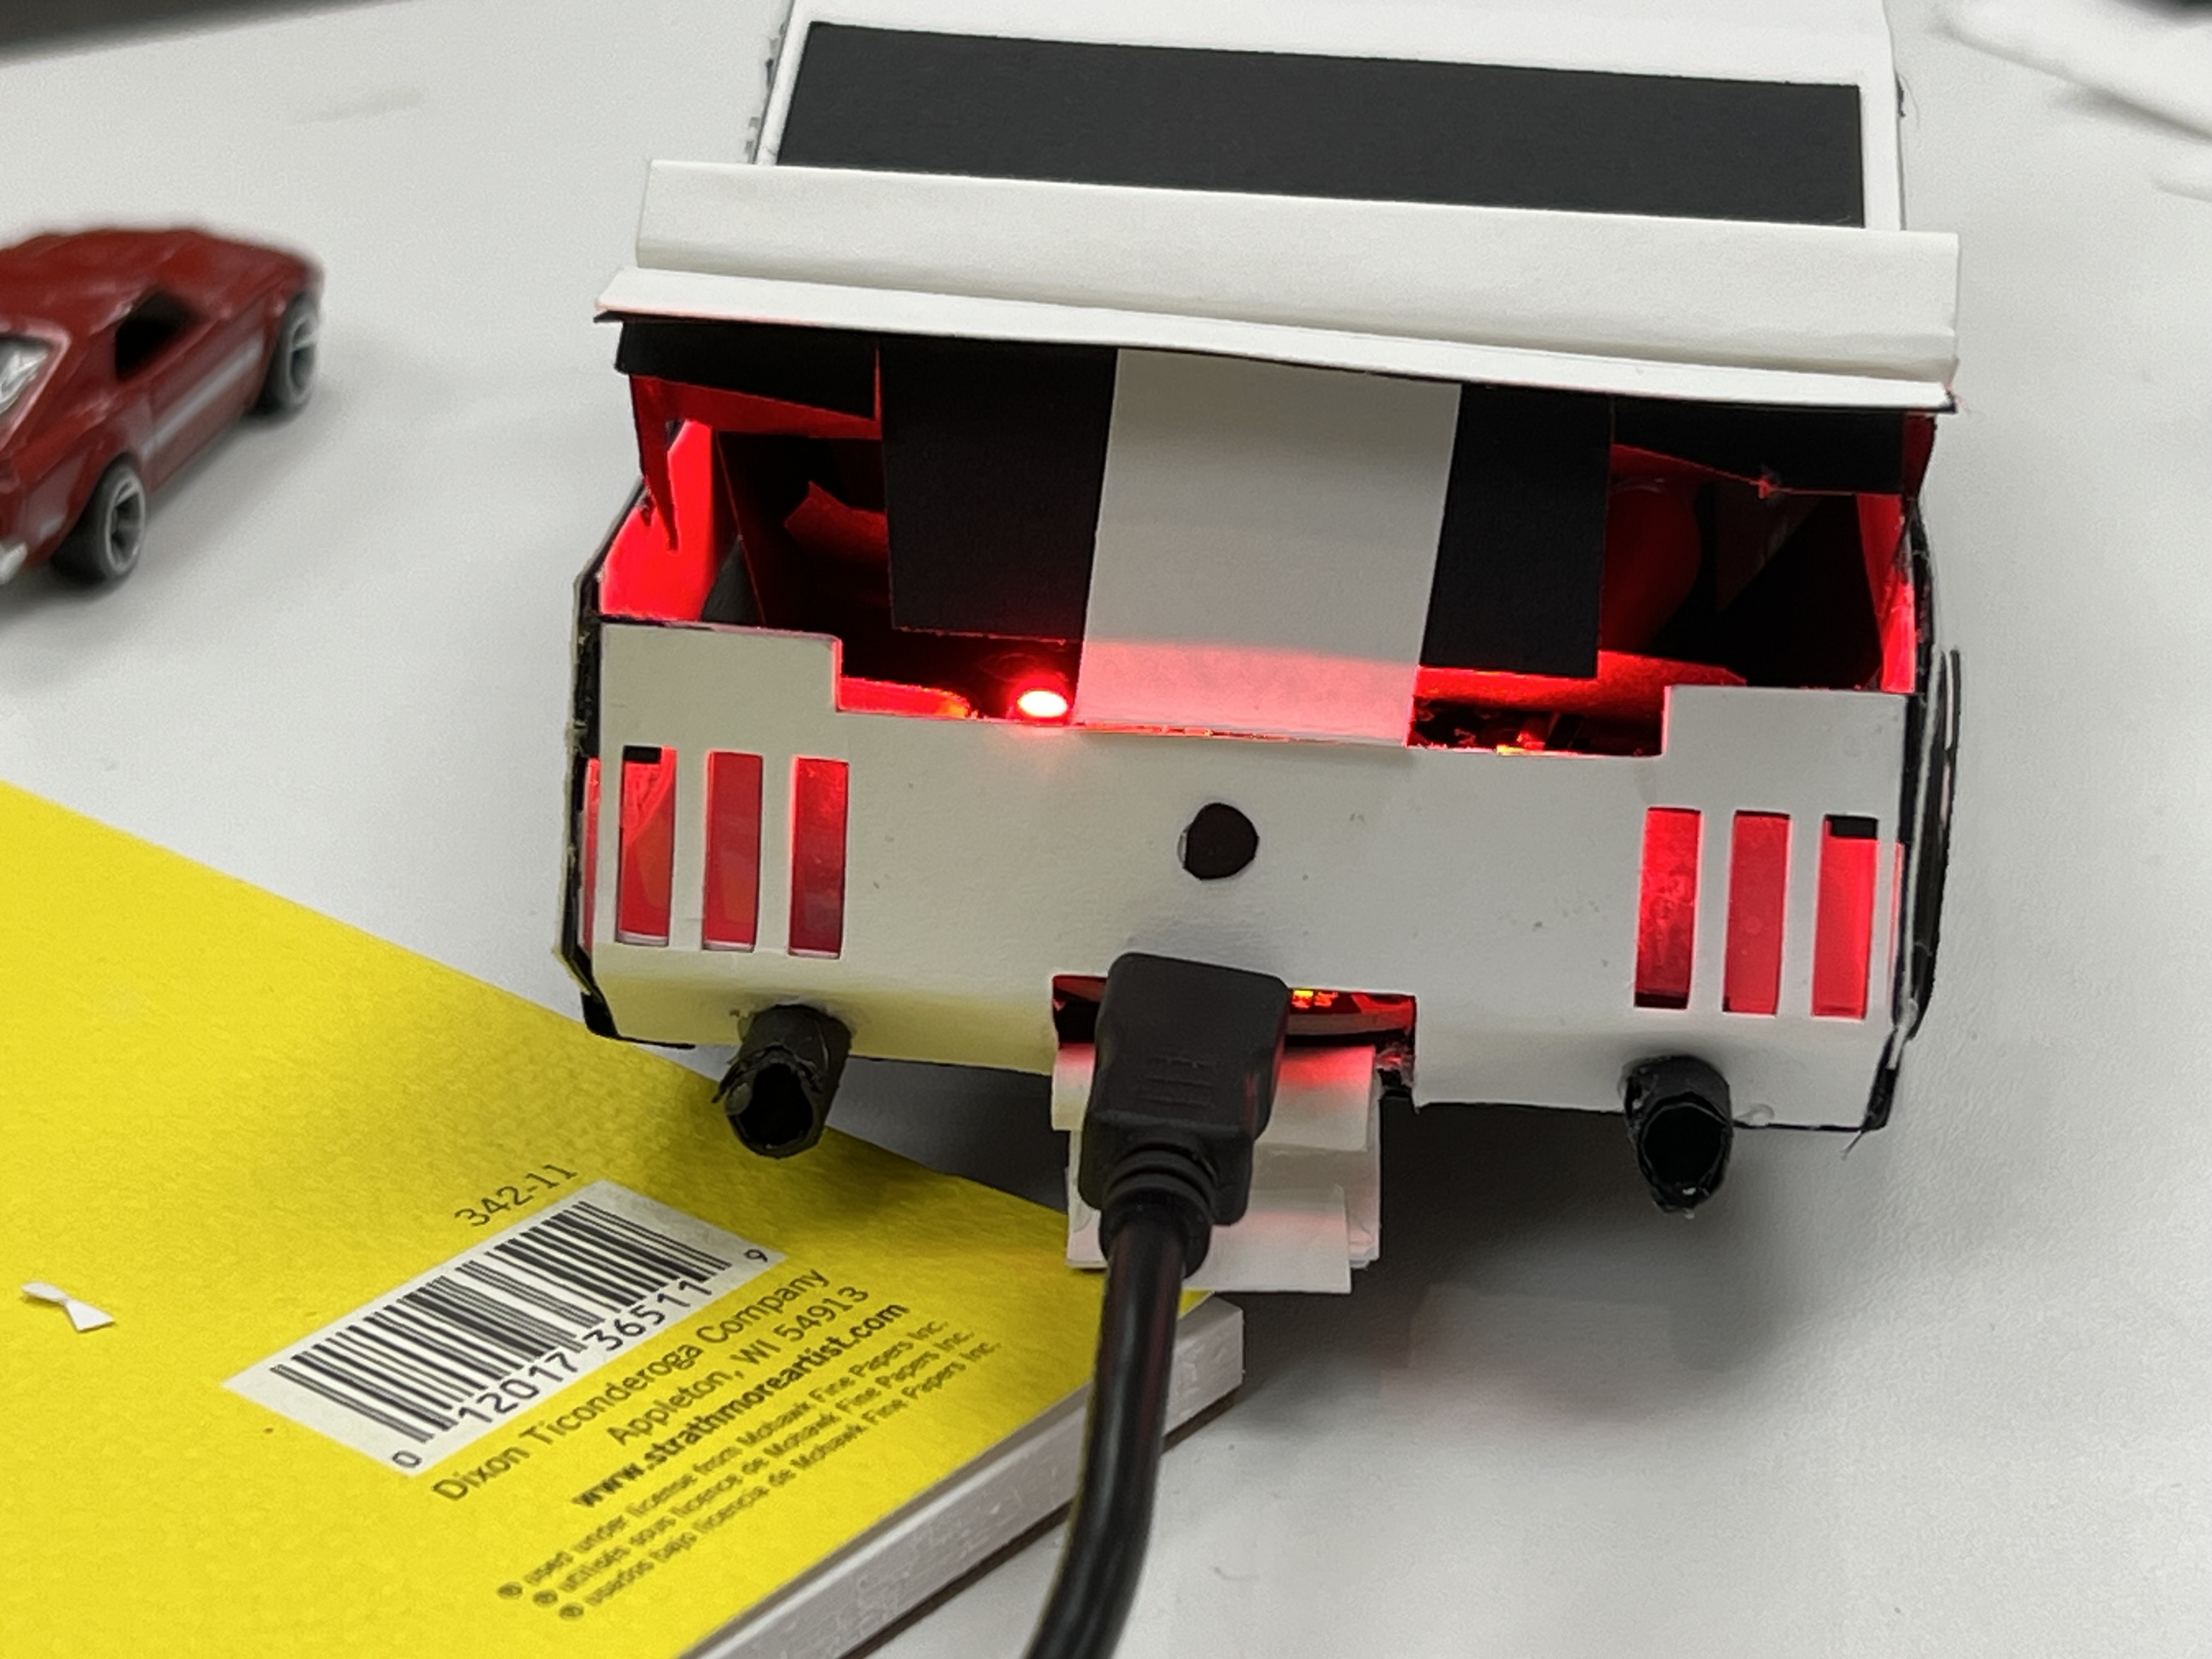 342-11
0 12017 36511 9
Dixon Ticonderoga Company
Appleton, WI 54913
www.strathmoreartist.com
® used under license from Mohawk Fine Papers Inc.
® utilisés sous licence de Mohawk Fine Papers Inc.
® usados bajo licencia de Mohawk Fine Papers Inc.